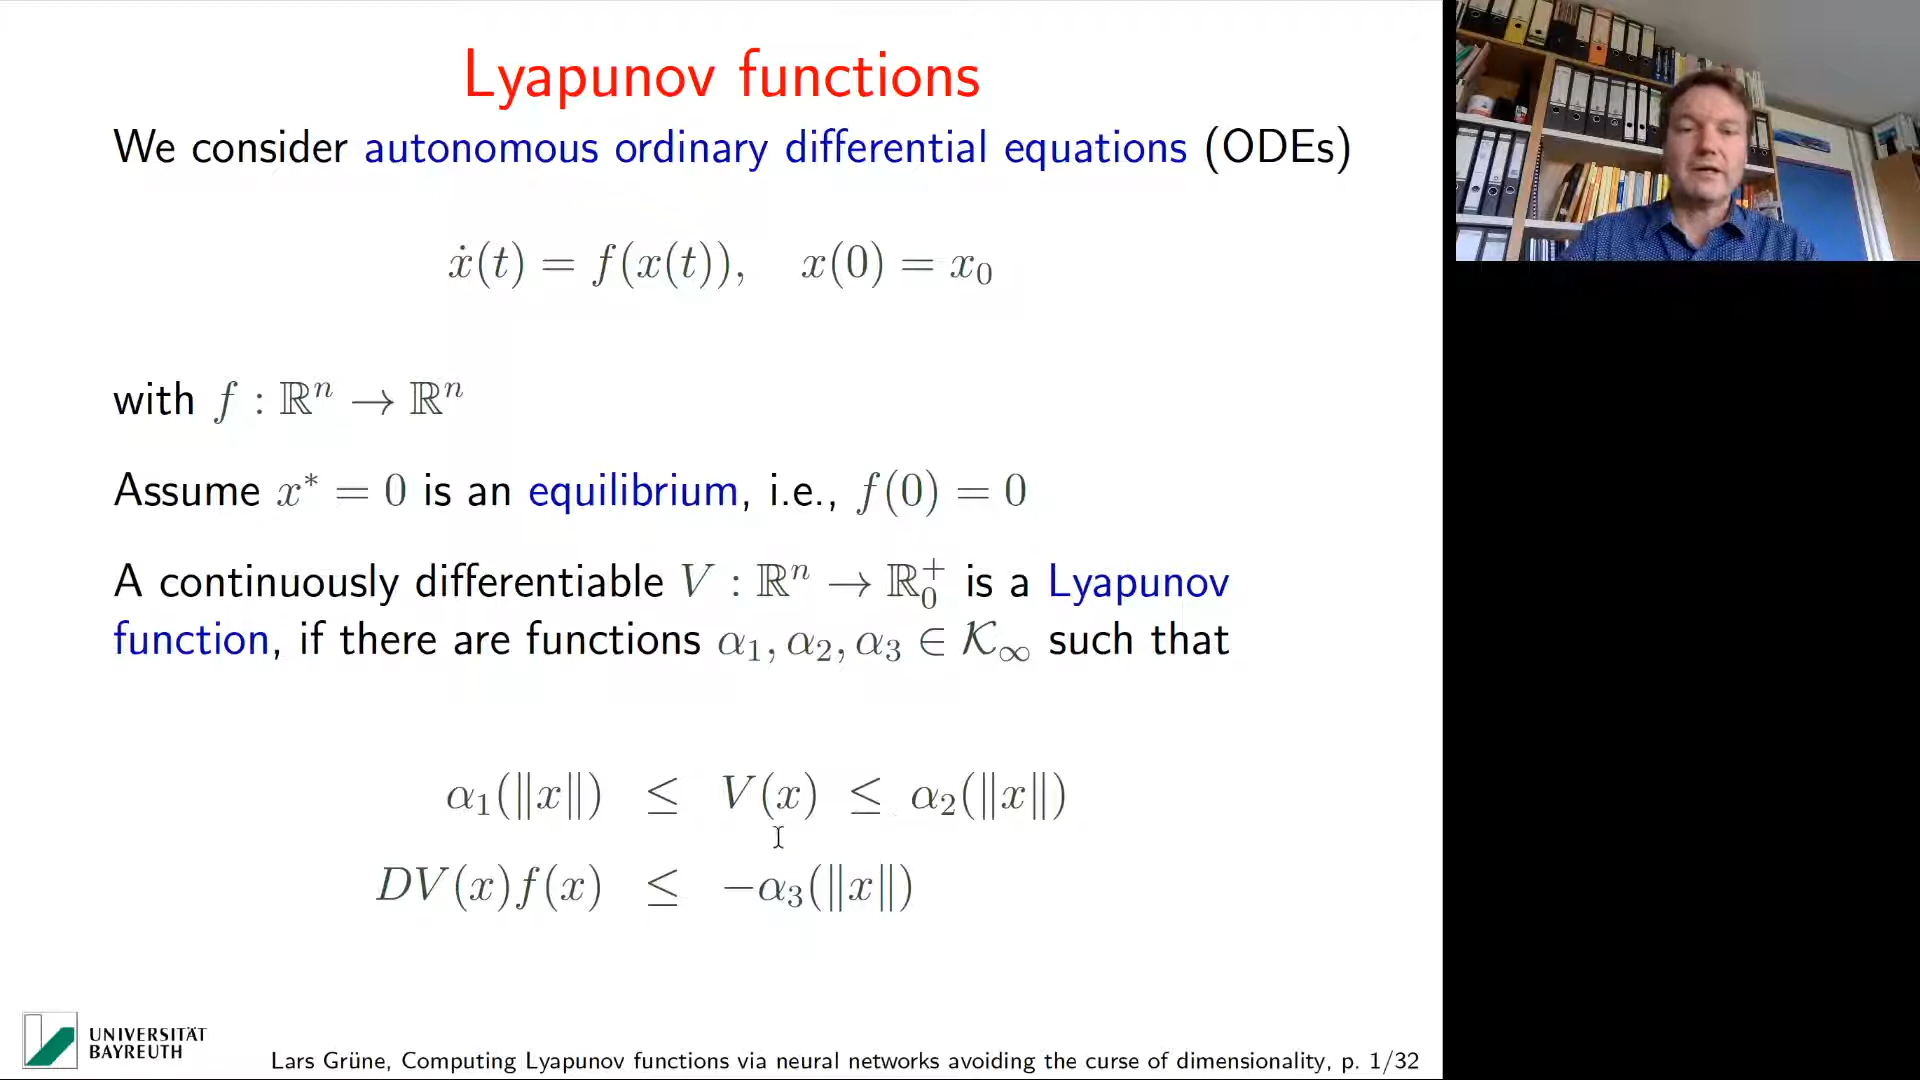 Lyapunov functions
We consider autonomous ordinary differential equations (ODEs)
ẋ(t) = f(x(t)), x(0) = x₀
with f : ℝⁿ → ℝⁿ
Assume x* = 0 is an equilibrium, i.e., f(0) = 0
A continuously differentiable V : ℝⁿ → ℝ₀⁺ is a Lyapunov
function, if there are functions α₁, α₂, α₃ ∈ 𝒦∞ such that
α₁(‖x‖) ≤ V(x) ≤ α₂(‖x‖)
DV(x)f(x) ≤ −α₃(‖x‖)
UNIVERSITÄT
BAYREUTH
Lars Grüne, Computing Lyapunov functions via neural networks avoiding the curse of dimensionality, p. 1/32